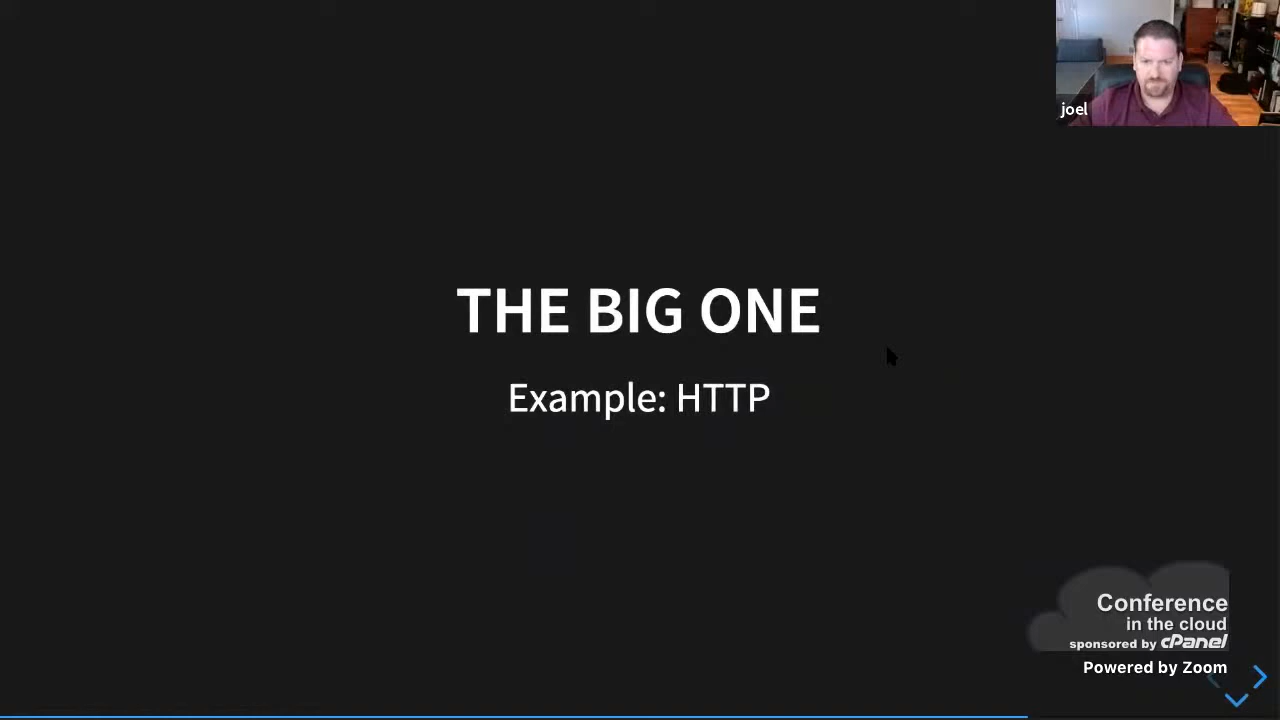 joel
THE BIG ONE
Example: HTTP
Conference
in the cloud
sponsored by cPanel
Powered by Zoom